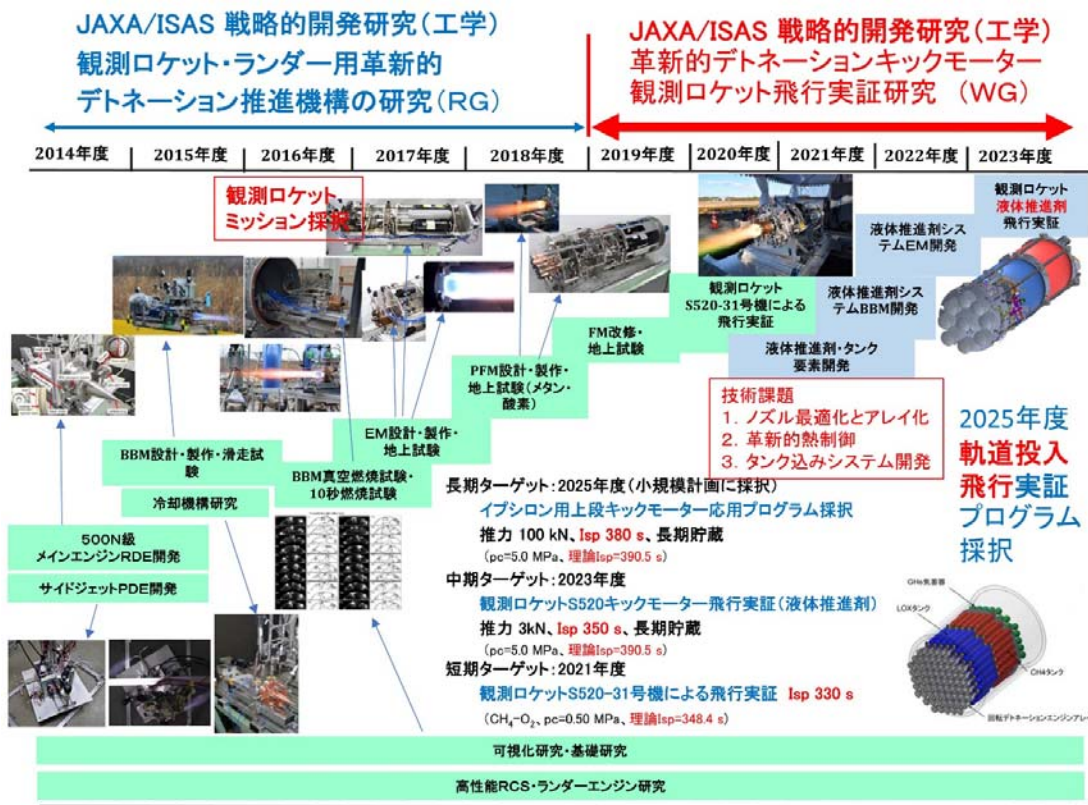 JAXA/ISAS 戦略的開発研究(工学)
観測ロケット・ランダー用革新的
デトネーション推進機構の研究(RG)
JAXA/ISAS 戦略的開発研究(工学)
革新的デトネーションキックモーター
観測ロケット飛行実証研究 (WG)
2014年度
2015年度
2016年度
2017年度
2018年度
2019年度
2020年度
2021年度
2022年度
2023年度
観測ロケット
ミッション採択
観測ロケット
液体推進剤
飛行実証
液体推進剤シス
テムEM開発
観測ロケット
S520-31号機による
飛行実証
液体推進剤シス
テムBBM開発
液体推進剤・タンク
要素開発
FM改修・
地上試験
PFM設計・製作・
地上試験(メタン・
酸素)
EM設計・製作・
地上試験
BBM真空燃焼試験・
10秒燃焼試験
BBM設計・製作・滑走試
験
冷却機構研究
500N級
メインエンジンRDE開発
サイドジェットPDE開発
技術課題
1. ノズル最適化とアレイ化
2. 革新的熱制御
3. タンク込みシステム開発
2025年度
軌道投入
飛行実証
プログラム
採択
長期ターゲット:2025年度(小規模計画に採択)
イプシロン用上段キックモーター応用プログラム採択
推力 100 kN、Isp 380 s、長期貯蔵
(pc=5.0 MPa、理論Isp=390.5s)
中期ターゲット:2023年度
観測ロケットS520キックモーター飛行実証(液体推進剤)
推力 3kN、Isp 350 s、長期貯蔵
(pc=5.0 MPa、理論Isp=390.5s)
短期ターゲット:2021年度
観測ロケットS520-31号機による飛行実証 Isp 330 s
(CH₄-O₂、pc=0.50 MPa、理論Isp=348.4s)
GHe気蓄器
LOXタンク
CH4タンク
回転デトネーションエンジンアレイ
可視化研究・基礎研究
高性能RCS・ランダーエンジン研究